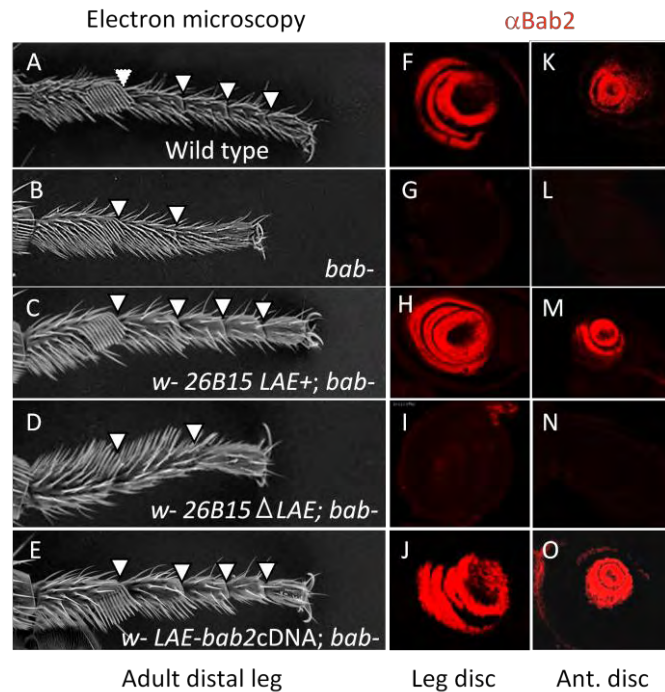 Electron microscopy
αBab2
A
F
K
Wild type
B
G
L
bab-
C
H
M
w- 26B15 LAE+; bab-
D
I
N
w- 26B15 Δ LAE; bab-
E
J
O
w- LAE-bab2cDNA; bab-
Adult distal leg
Leg disc
Ant. disc